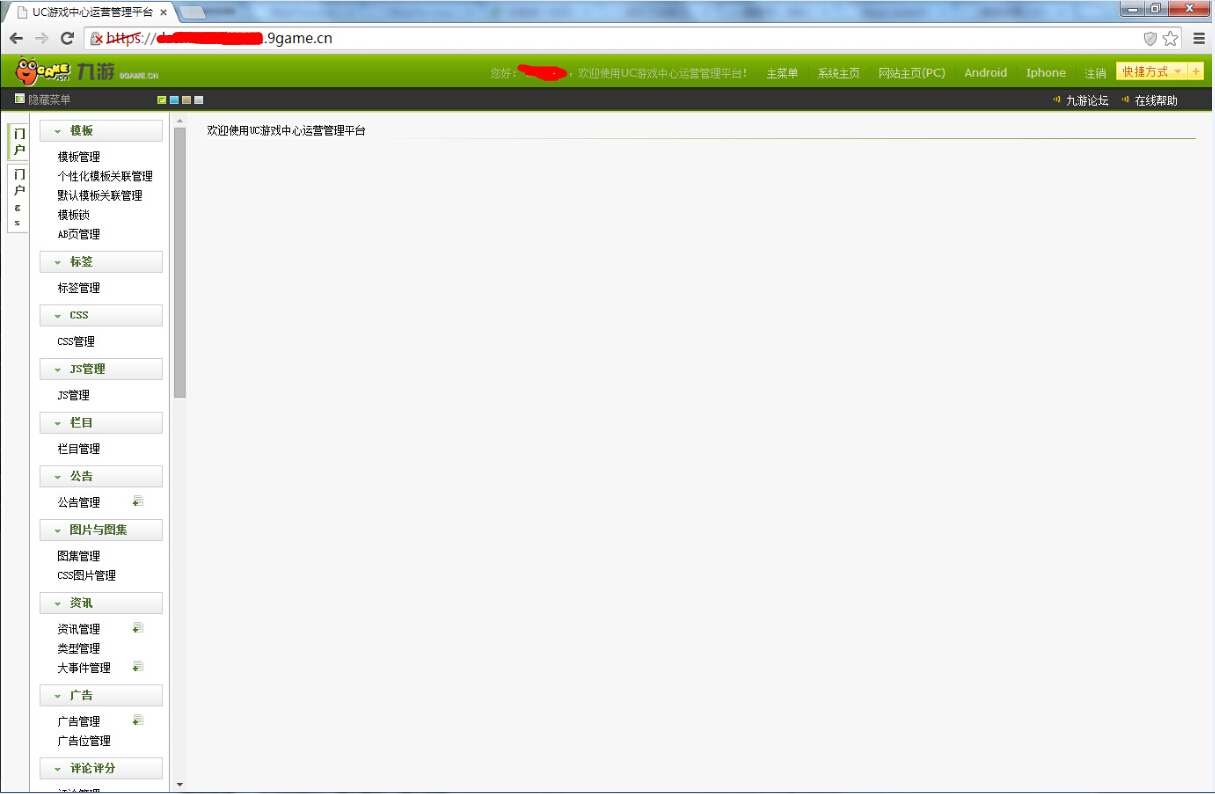 UC游戏中心运营管理平台
https:// .9game.cn
GAME 九游 9GAME.CN
您好: ，欢迎使用UC游戏中心运营管理平台! 主菜单 系统主页 网站主页(PC) Android Iphone 注销 快捷方式
隐藏菜单 九游论坛 在线帮助
门户
门户gs
欢迎使用UC游戏中心运营管理平台
模板
模板管理
个性化模板关联管理
默认模板关联管理
模板锁
AB页管理
标签
标签管理
CSS
CSS管理
JS管理
JS管理
栏目
栏目管理
公告
公告管理
图片与图集
图集管理
CSS图片管理
资讯
资讯管理
类型管理
大事件管理
广告
广告管理
广告位管理
评论评分